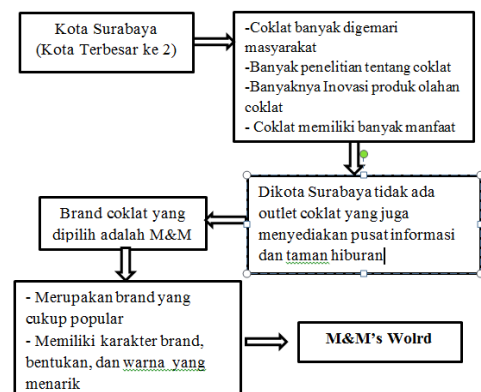 Kota Surabaya
(Kota Terbesar ke 2)
-Coklat banyak digemari
masyarakat
-Banyak penelitian tentang coklat
-Banyaknya Inovasi produk olahan
coklat
- Coklat memiliki banyak manfaat
Dikota Surabaya tidak ada
outlet coklat yang juga
menyediakan pusat informasi
dan taman hiburan
Brand coklat yang
dipilih adalah M&M
- Merupakan brand yang
cukup popular
- Memiliki karakter brand,
bentukan, dan warna yang
menarik
M&M's Wolrd